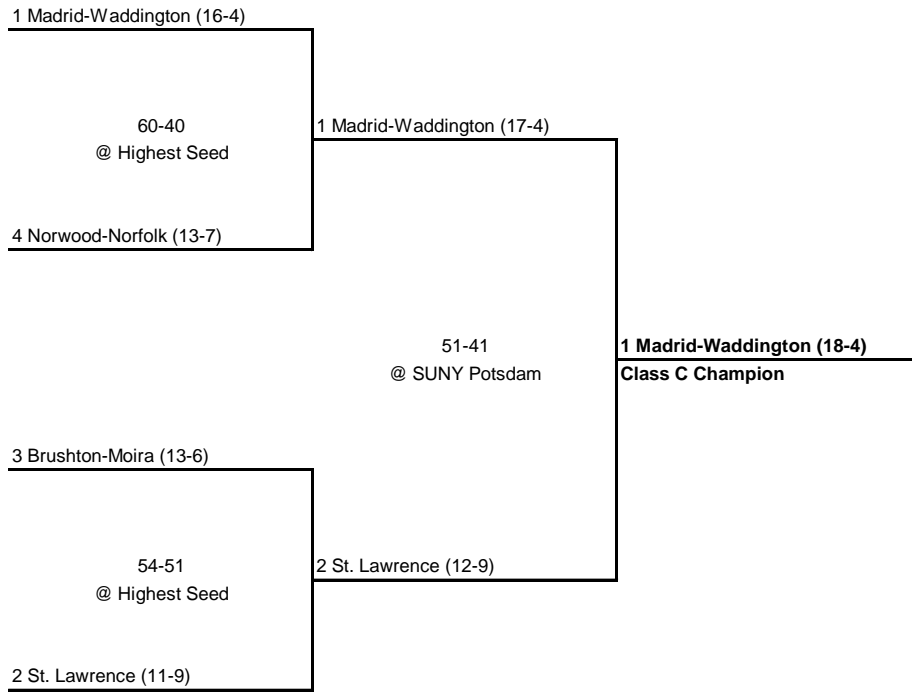 1 Madrid-Waddington (16-4)
60-40
@ Highest Seed
1 Madrid-Waddington (17-4)
4 Norwood-Norfolk (13-7)
51-41
@ SUNY Potsdam
1 Madrid-Waddington (18-4)
Class C Champion
3 Brushton-Moira (13-6)
54-51
@ Highest Seed
2 St. Lawrence (12-9)
2 St. Lawrence (11-9)